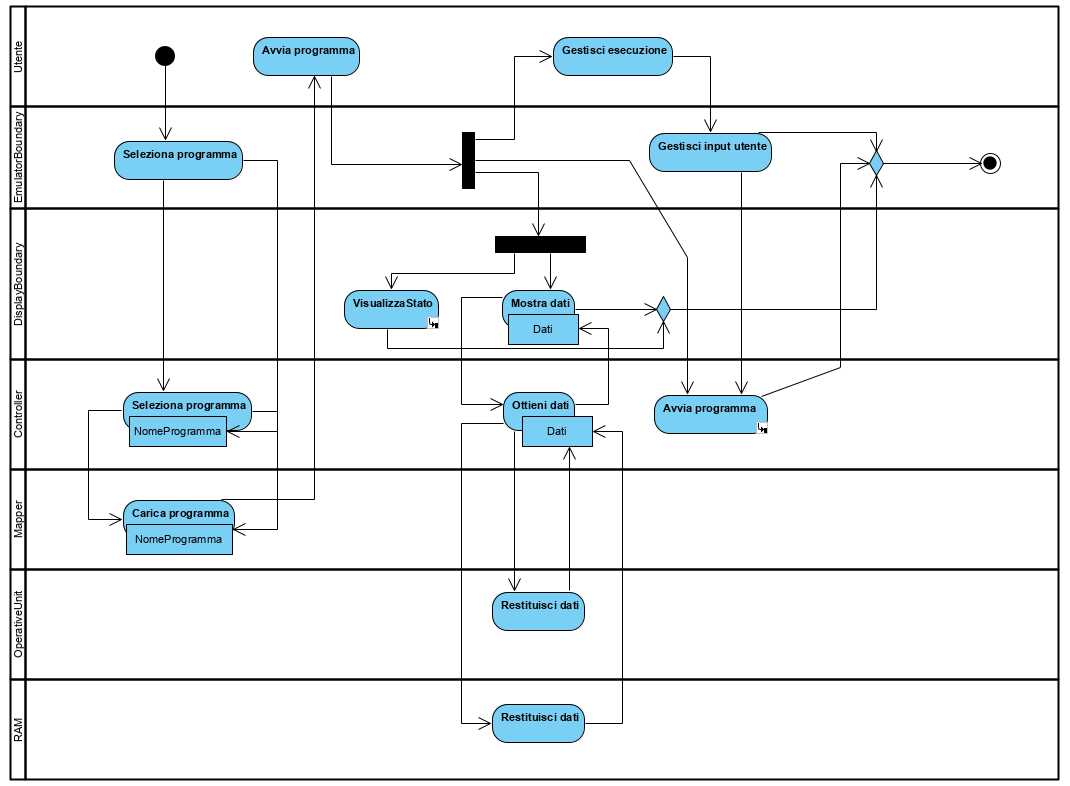 Utente
Avvia programma
Gestisci esecuzione
EmulatorBoundary
Seleziona programma
Gestisci input utente
DisplayBoundary
VisualizzaStato
Mostra dati
Dati
Controller
Seleziona programma
NomeProgramma
Ottieni dati
Dati
Avvia programma
Mapper
Carica programma
NomeProgramma
OperativeUnit
Restituisci dati
RAM
Restituisci dati